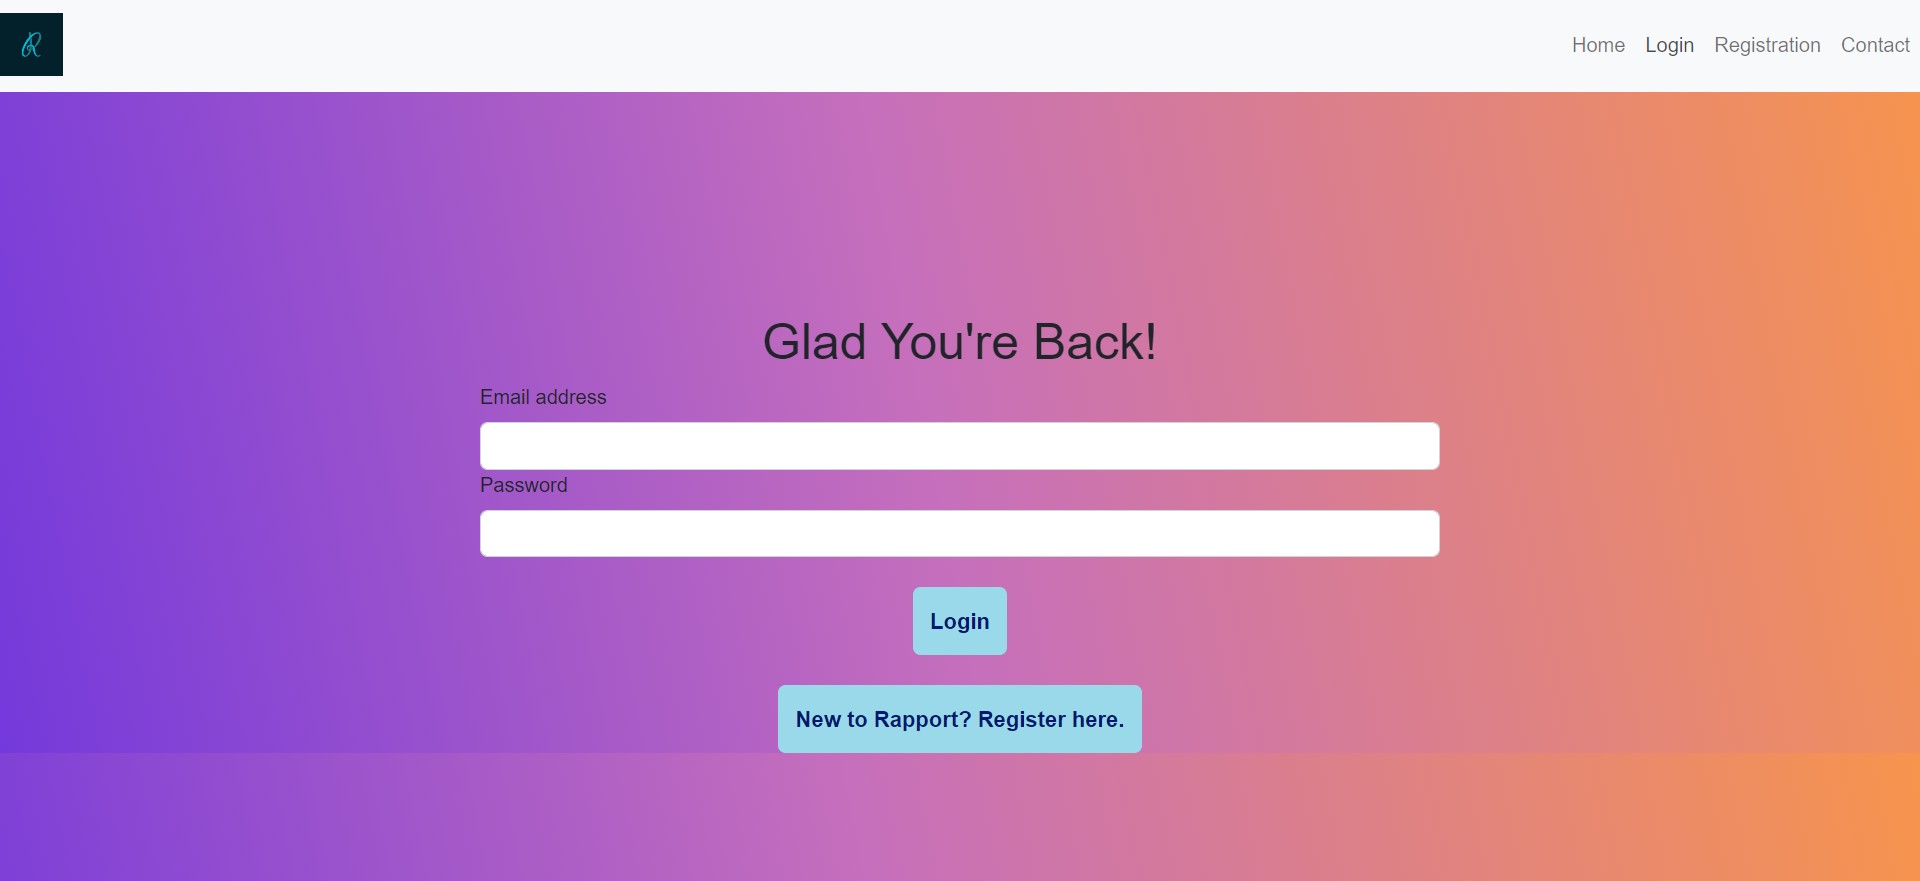 R
Home Login Registration Contact
Glad You're Back!
Email address
Password
Login
New to Rapport? Register here.